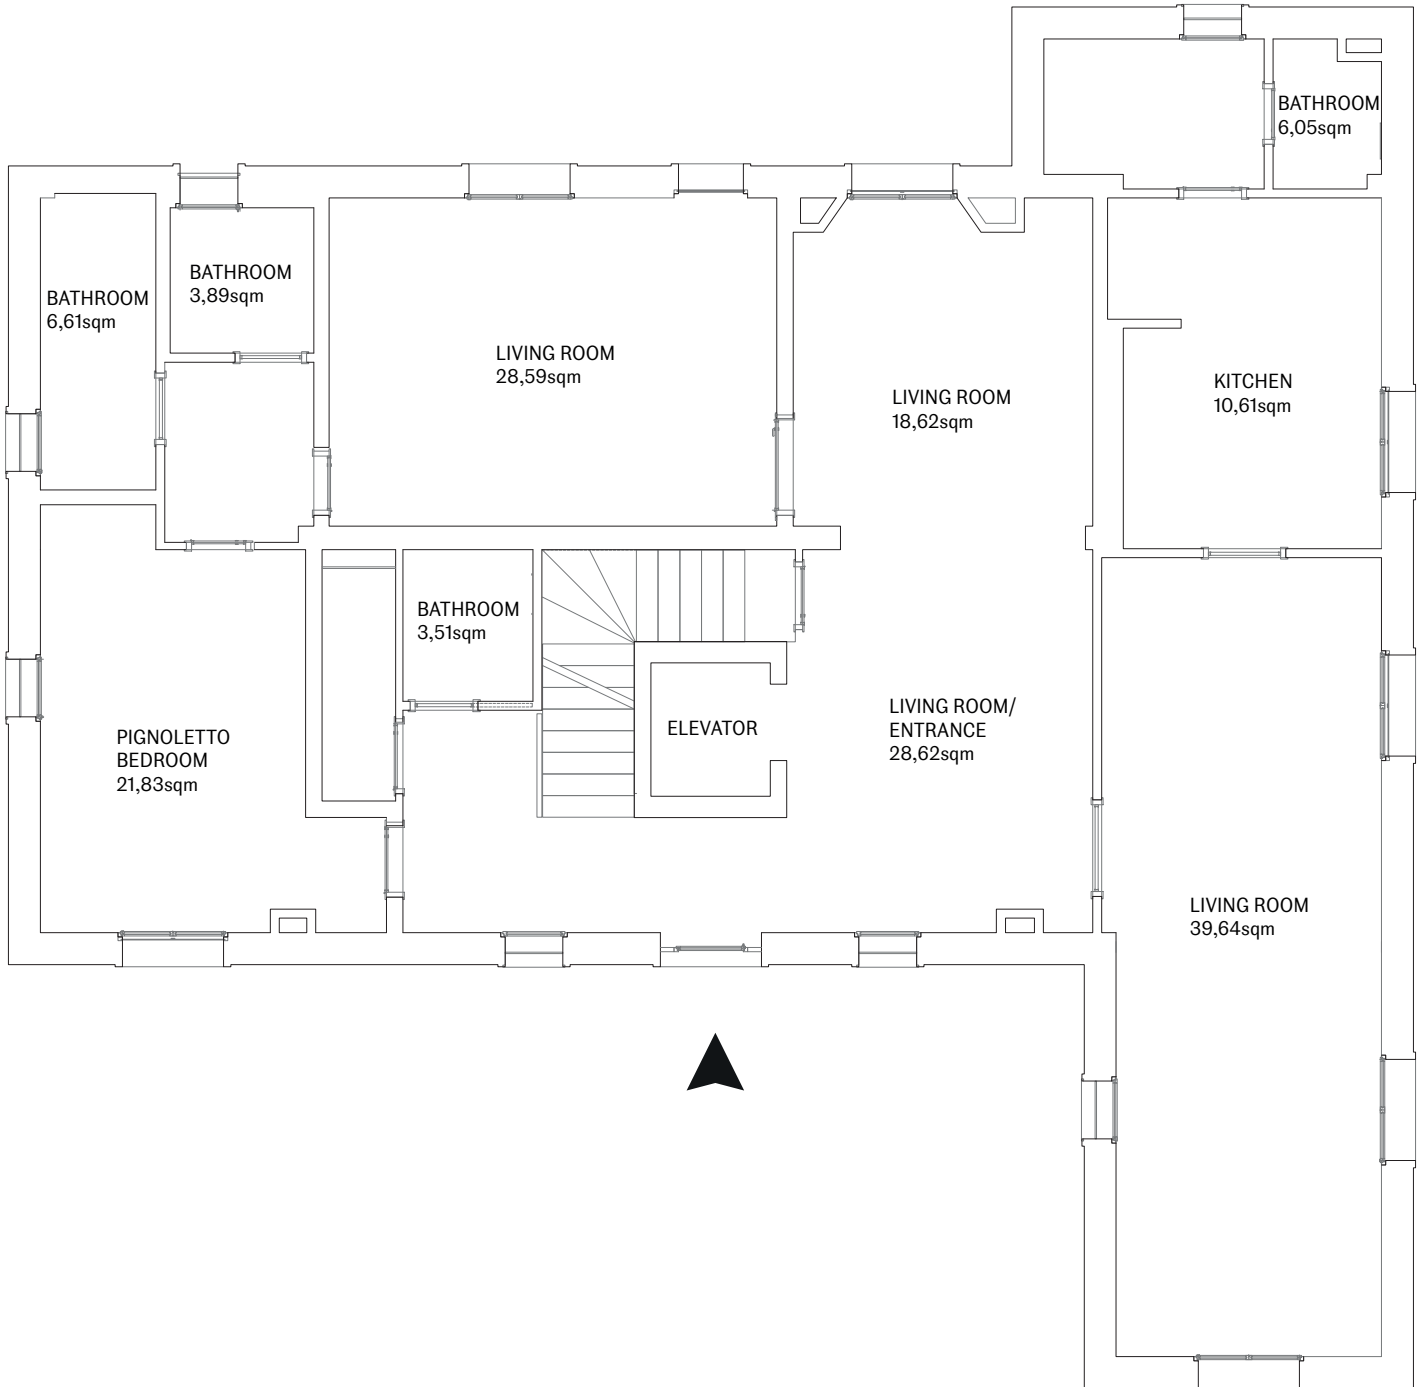 BATHROOM
6,05sqm
BATHROOM
3,89sqm
BATHROOM
6,61sqm
LIVING ROOM
28,59sqm
LIVING ROOM
18,62sqm
KITCHEN
10,61sqm
BATHROOM
3,51sqm
ELEVATOR
LIVING ROOM/
ENTRANCE
28,62sqm
PIGNOLETTO
BEDROOM
21,83sqm
LIVING ROOM
39,64sqm